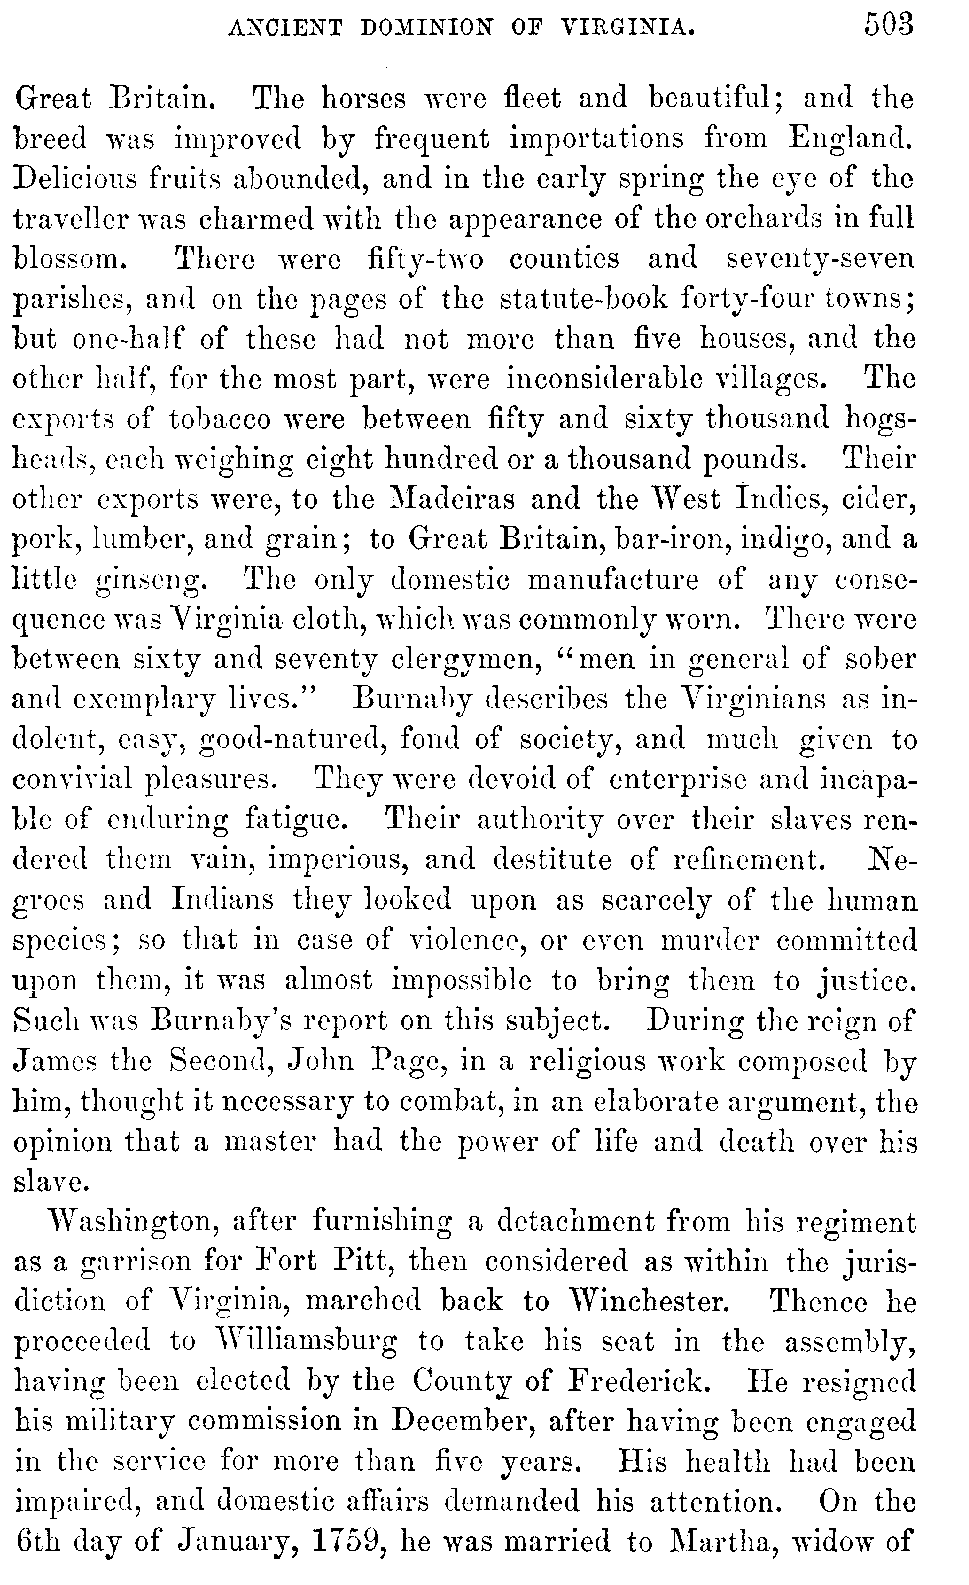 ANCIENT DOMINION OF VIRGINIA. 503
Great Britain. The horses were fleet and beautiful; and the
breed was improved by frequent importations from England.
Delicious fruits abounded, and in the early spring the eye of the
traveller was charmed with the appearance of the orchards in full
blossom. There were fifty-two counties and seventy-seven
parishes, and on the pages of the statute-book forty-four towns;
but one-half of these had not more than five houses, and the
other half, for the most part, were inconsiderable villages. The
exports of tobacco were between fifty and sixty thousand hogs-
heads, each weighing eight hundred or a thousand pounds. Their
other exports were, to the Madeiras and the West Indies, cider,
pork, lumber, and grain; to Great Britain, bar-iron, indigo, and a
little ginseng. The only domestic manufacture of any conse-
quence was Virginia cloth, which was commonly worn. There were
between sixty and seventy clergymen, "men in general of sober
and exemplary lives." Burnaby describes the Virginians as in-
dolent, easy, good-natured, fond of society, and much given to
convivial pleasures. They were devoid of enterprise and incapa-
ble of enduring fatigue. Their authority over their slaves ren-
dered them vain, imperious, and destitute of refinement. Ne-
groes and Indians they looked upon as scarcely of the human
species; so that in case of violence, or even murder committed
upon them, it was almost impossible to bring them to justice.
Such was Burnaby's report on this subject. During the reign of
James the Second, John Page, in a religious work composed by
him, thought it necessary to combat, in an elaborate argument, the
opinion that a master had the power of life and death over his
slave.
Washington, after furnishing a detachment from his regiment
as a garrison for Fort Pitt, then considered as within the juris-
diction of Virginia, marched back to Winchester. Thence he
proceeded to Williamsburg to take his seat in the assembly,
having been elected by the County of Frederick. He resigned
his military commission in December, after having been engaged
in the service for more than five years. His health had been
impaired, and domestic affairs demanded his attention. On the
6th day of January, 1759, he was married to Martha, widow of